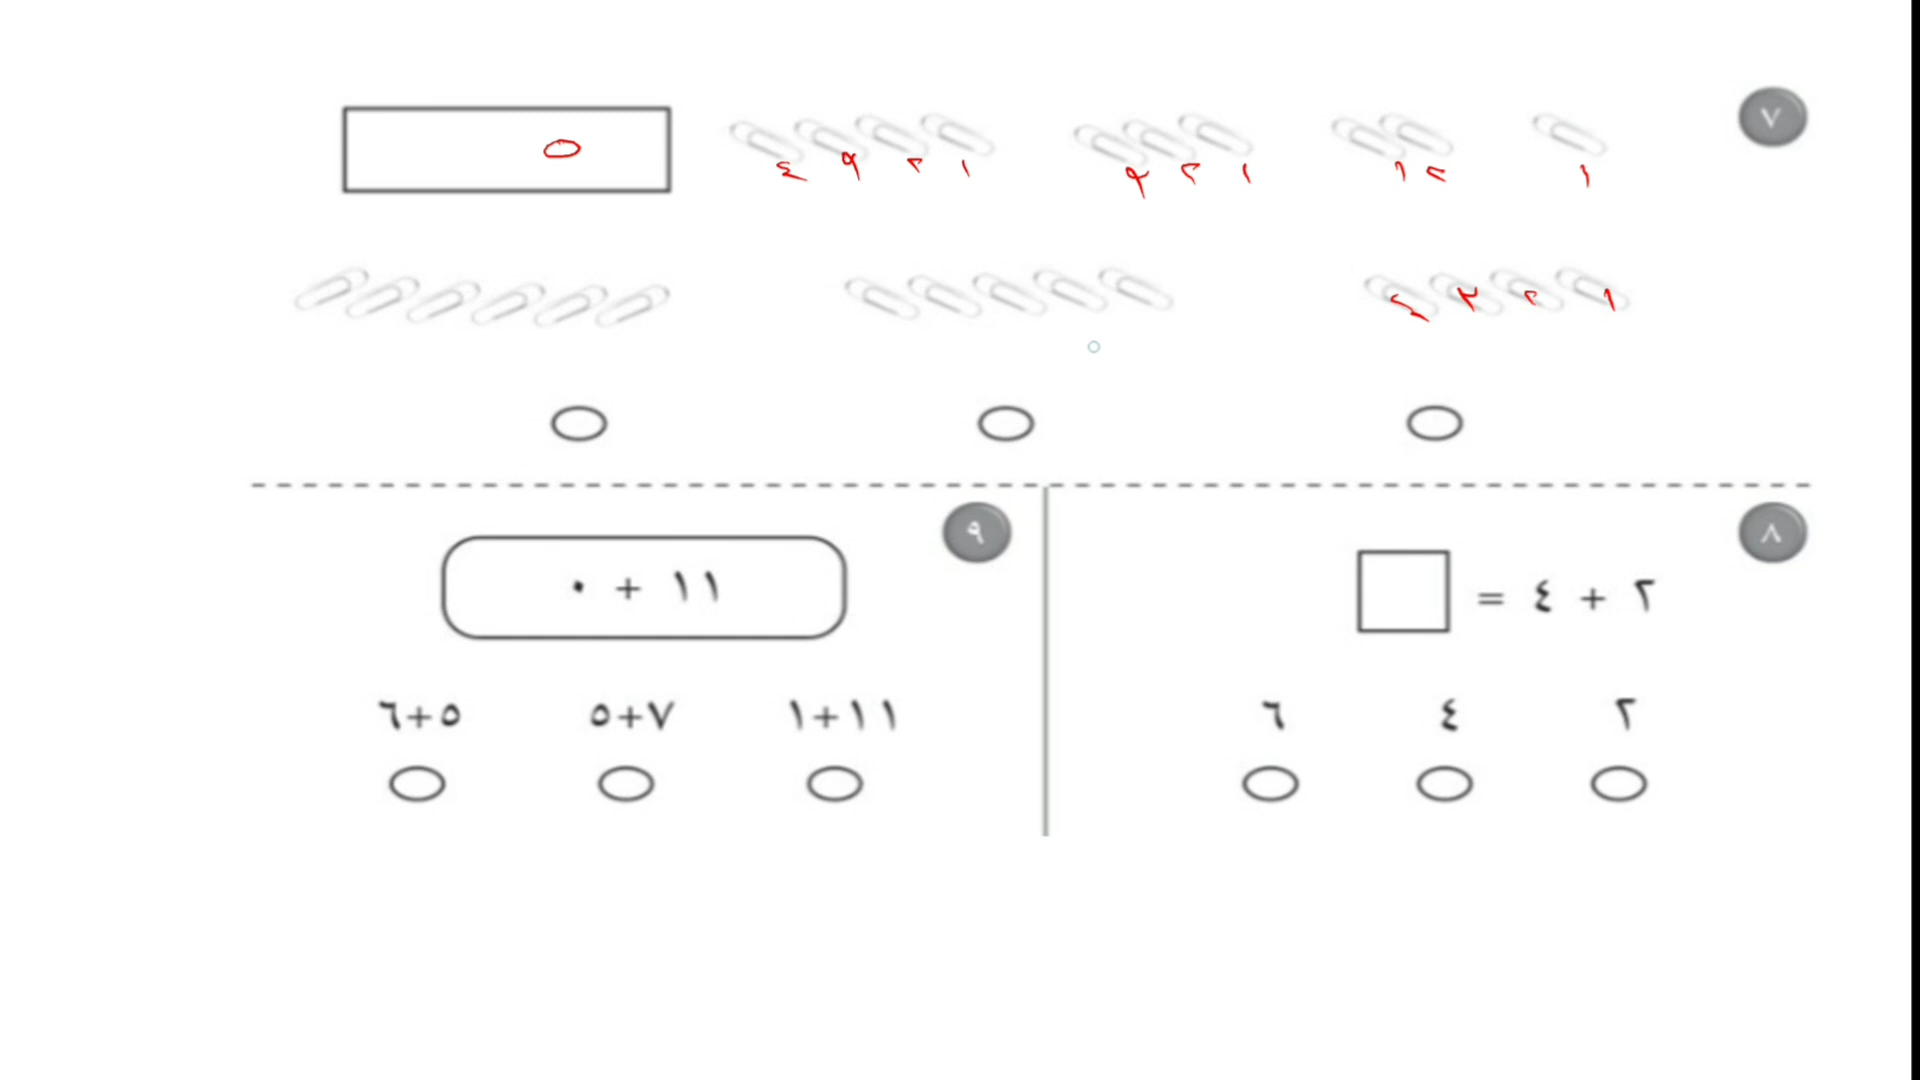 ٧
١ ٢ ١ ١ ٢ ٣ ١ ٢ ٣ ٤ ٥
١ ٢ ٣ ٤
٨
٢ + ٤ =
٢ ٤ ٦
٩
١١ + ٠
١١+١ ٧+٥ ٥+٦